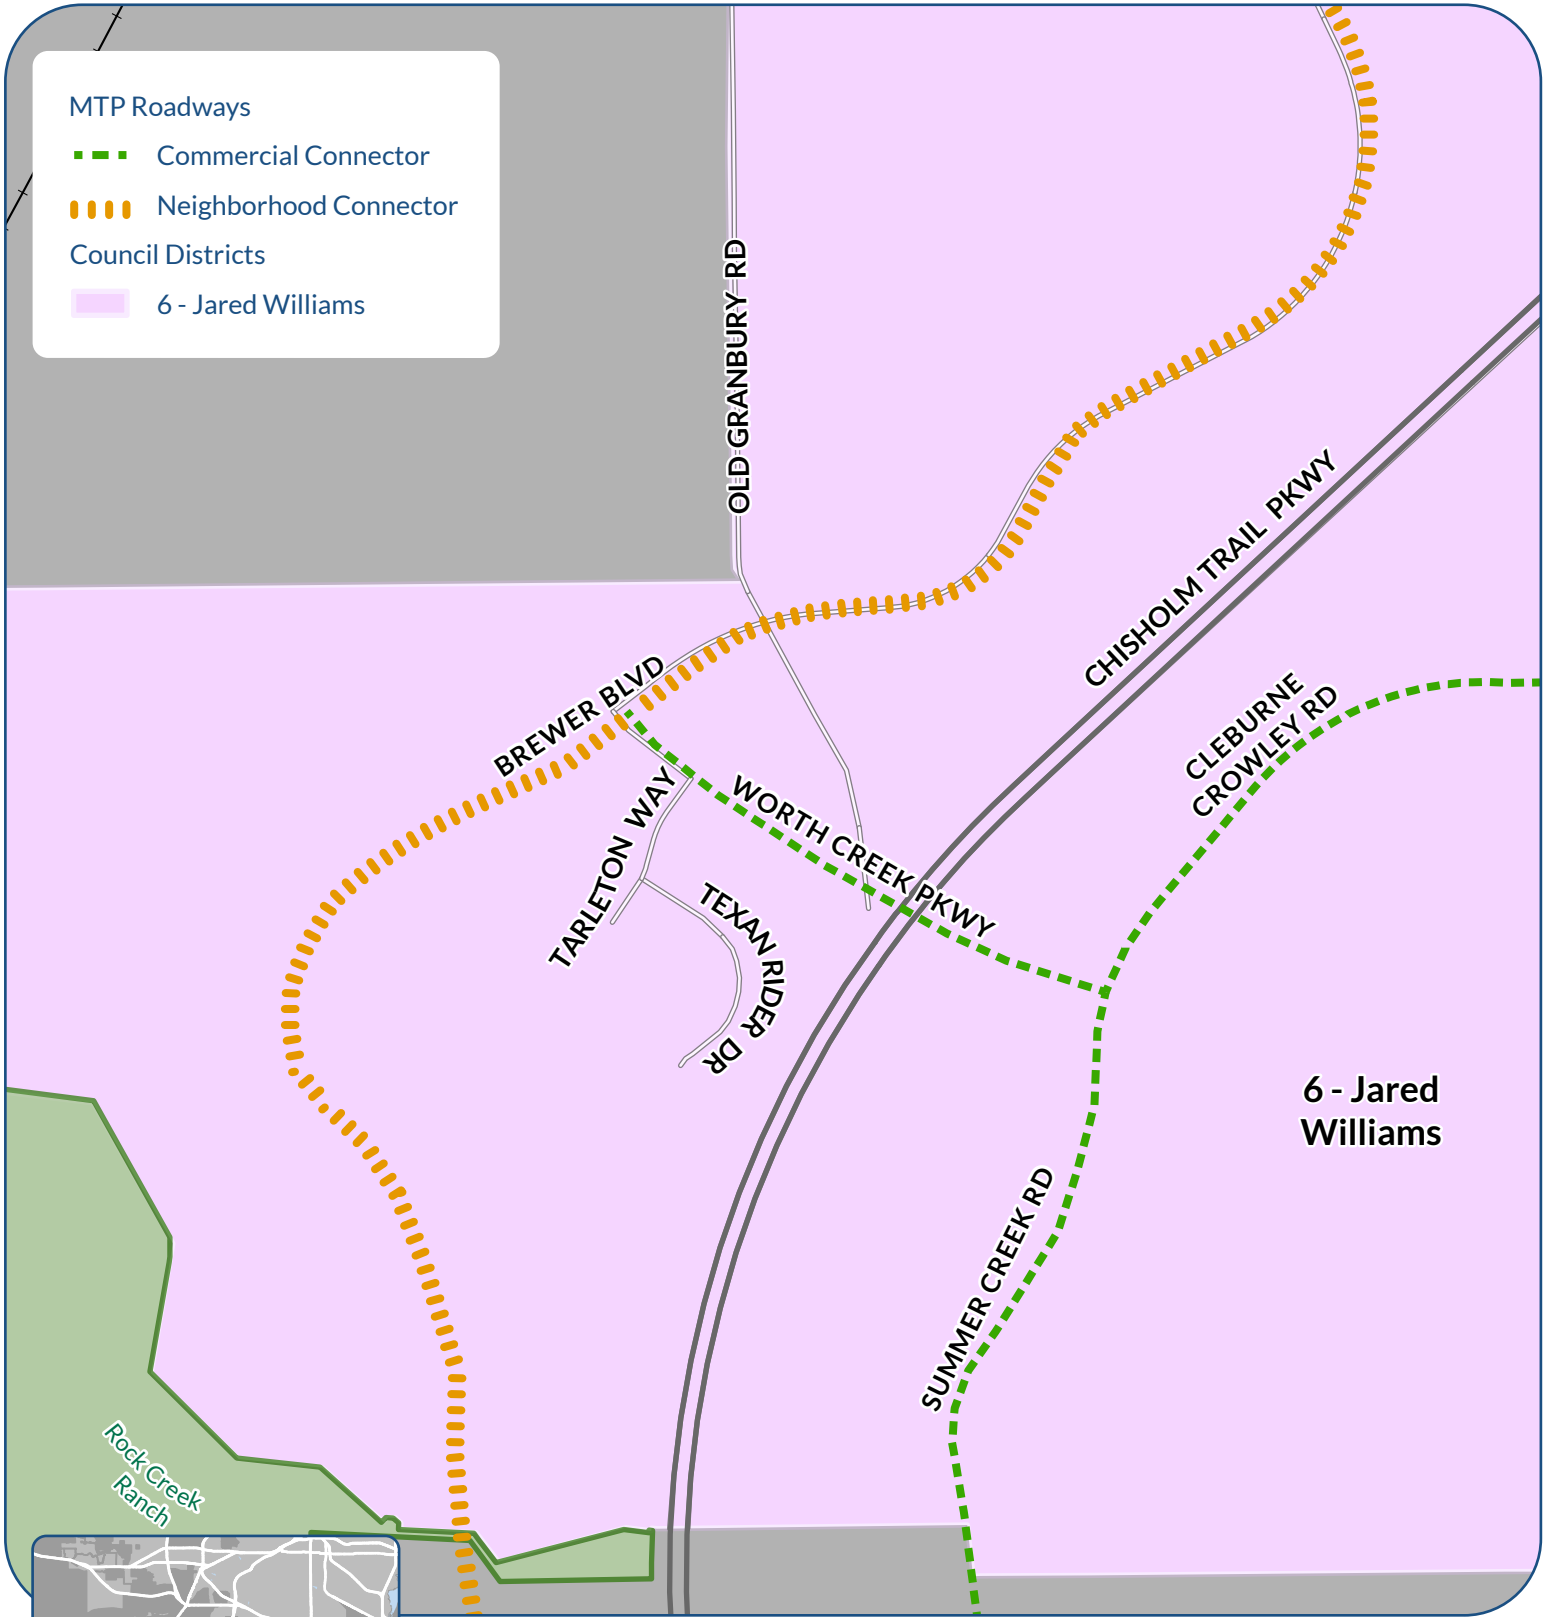 MTP Roadways
Commercial Connector
Neighborhood Connector
Council Districts
6 - Jared Williams
OLD GRANBURY RD
CHISHOLM TRAIL PKWY
BREWER BLVD
CLEBURNE
CROWLEY RD
TARLETON WAY
WORTH CREEK PKWY
TEXAN RIDER DR
6 - Jared
Williams
SUMMER CREEK RD
Rock Creek
Ranch